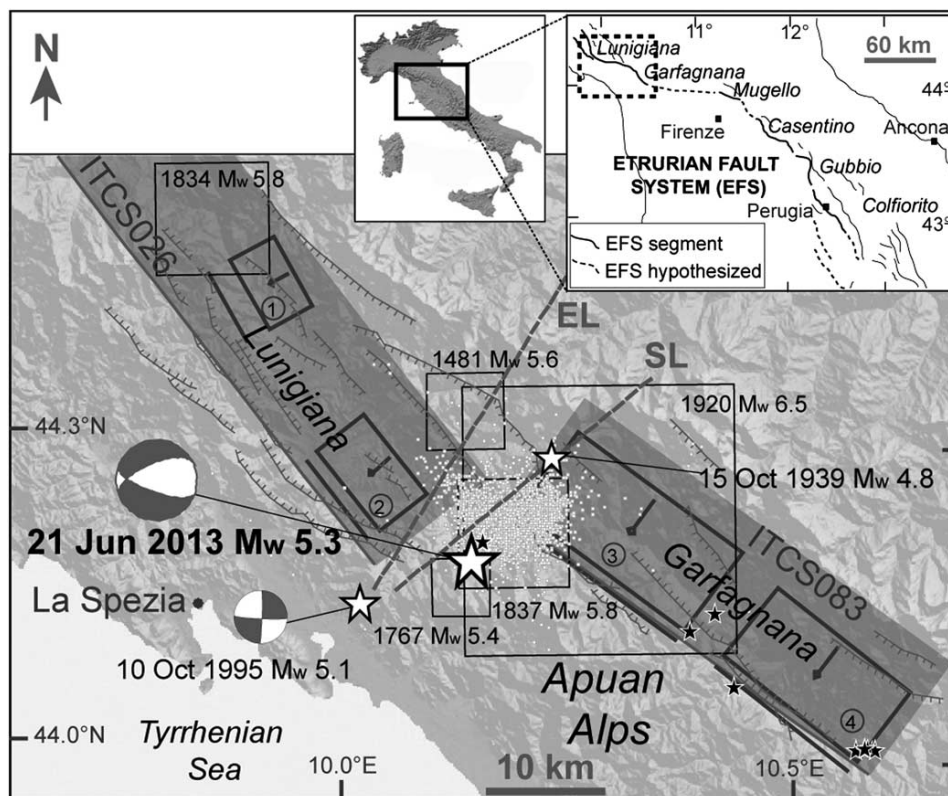 N
11°
12°
60 km
Lunigiana
Garfagnana
44°
Mugello
Firenze
Casentino
Ancona
ETRURIAN FAULT
SYSTEM (EFS)
Gubbio
Perugia
Colfiorito
43°
EFS segment
EFS hypothesized
1834 Mw 5.8
ITCS026
1
EL
Lunigiana
1481 Mw 5.6
SL
1920 Mw 6.5
44.3°N
15 Oct 1939 Mw 4.8
2
21 Jun 2013 Mw 5.3
3
ITCS083
Garfagnana
La Spezia
1837 Mw 5.8
1767 Mw 5.4
10 Oct 1995 Mw 5.1
Apuan
Alps
4
44.0°N
Tyrrhenian
Sea
10.0°E
10 km
10.5°E